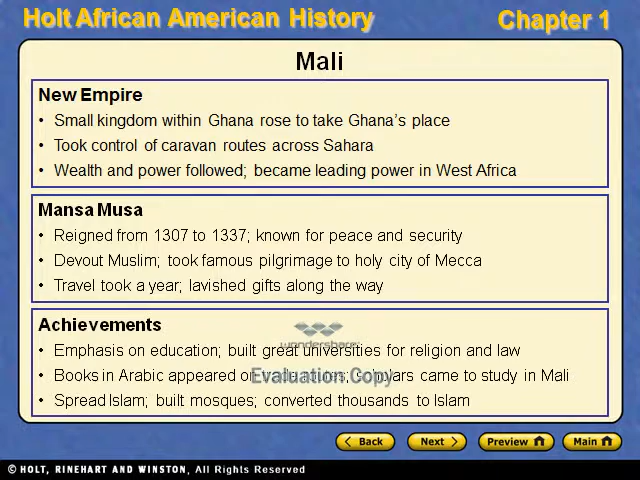 Holt African American History
Chapter 1
Mali
New Empire
• Small kingdom within Ghana rose to take Ghana's place
• Took control of caravan routes across Sahara
• Wealth and power followed; became leading power in West Africa
Mansa Musa
• Reigned from 1307 to 1337; known for peace and security
• Devout Muslim; took famous pilgrimage to holy city of Mecca
• Travel took a year; lavished gifts along the way
Achievements
wondershare
• Emphasis on education; built great universities for religion and law
• Books in Arabic appeared on routes; scholars came to study in Mali
Evaluation Copy
• Spread Islam; built mosques; converted thousands to Islam
Back Next Preview Main
© HOLT, RINEHART AND WINSTON, All Rights Reserved